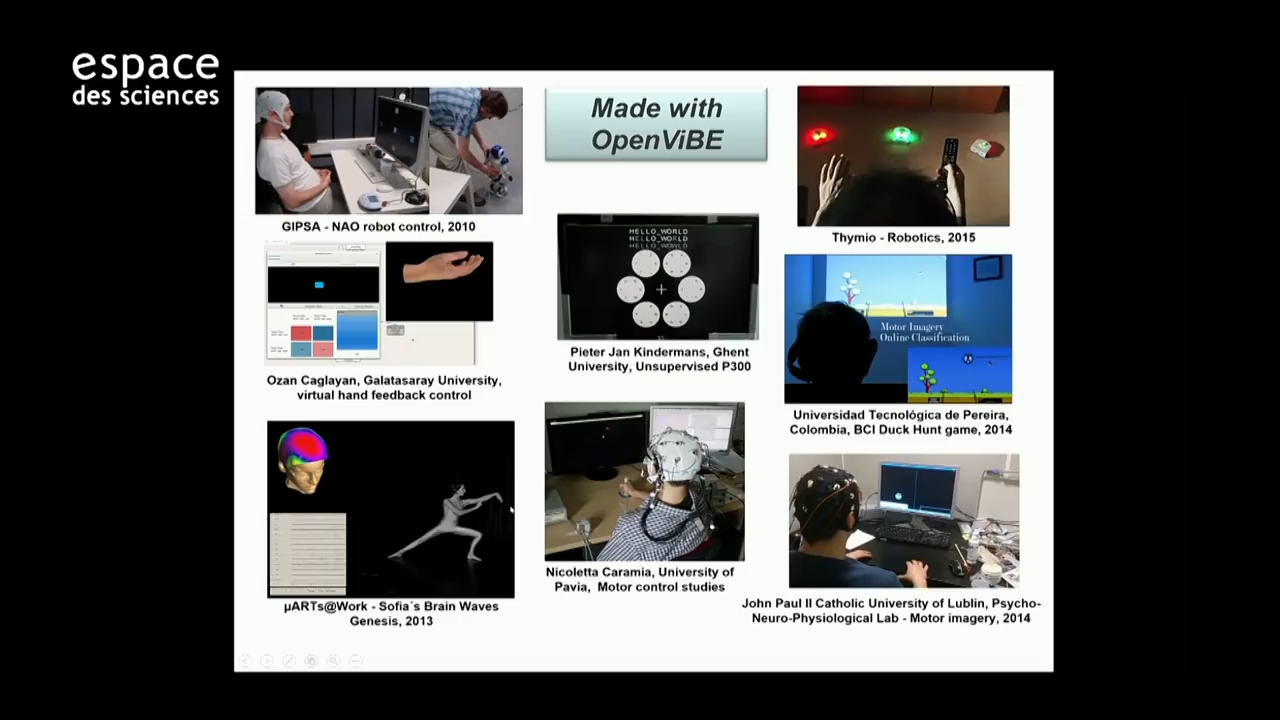 espace
des sciences
Made with
OpenViBE
GIPSA - NAO robot control, 2010
Ozan Caglayan, Galatasaray University,
virtual hand feedback control
µARTs@Work - Sofia´s Brain Waves
Genesis, 2013
HELLO_WORLD
HELLO_WORLD
Pieter Jan Kindermans, Ghent
University, Unsupervised P300
Nicoletta Caramia, University of
Pavia, Motor control studies
Thymio - Robotics, 2015
Motor Imagery
Online Classification
Universidad Tecnológica de Pereira,
Colombia, BCI Duck Hunt game, 2014
John Paul II Catholic University of Lublin, Psycho-
Neuro-Physiological Lab - Motor imagery, 2014